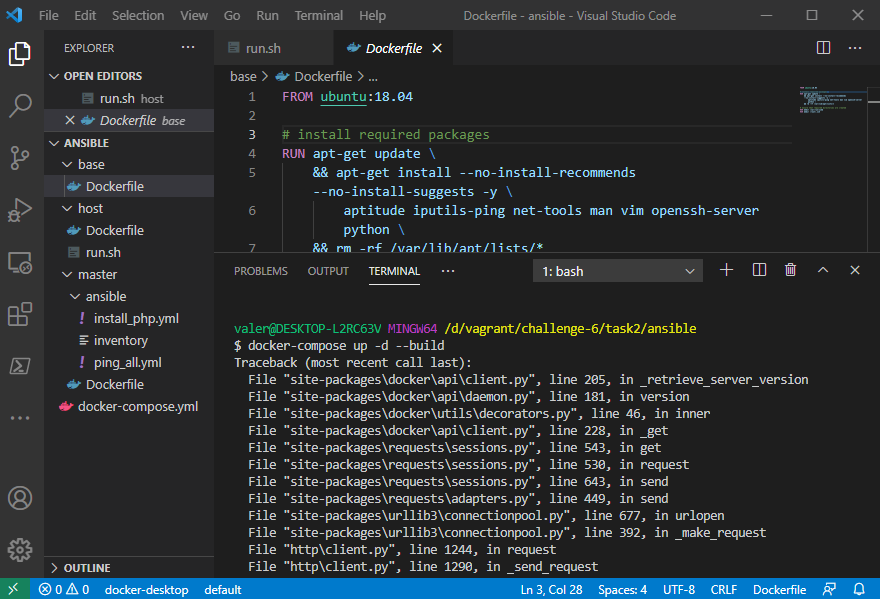 File Edit Selection View Go Run Terminal Help Dockerfile - ansible - Visual Studio Code
EXPLORER
OPEN EDITORS
run.sh host
Dockerfile base
ANSIBLE
base
Dockerfile
host
Dockerfile
run.sh
master
ansible
install_php.yml
inventory
ping_all.yml
Dockerfile
docker-compose.yml
OUTLINE
run.sh Dockerfile
base > Dockerfile > ...
1 FROM ubuntu:18.04
2
3 # install required packages
4 RUN apt-get update \
5 && apt-get install --no-install-recommends
--no-install-suggests -y \
6 aptitude iputils-ping net-tools man vim openssh-server
python \
7 && rm -rf /var/lib/apt/lists/*
PROBLEMS OUTPUT TERMINAL ... 1: bash
valer@DESKTOP-L2RC63V MINGW64 /d/vagrant/challenge-6/task2/ansible
$ docker-compose up -d --build
Traceback (most recent call last):
File "site-packages\docker\api\client.py", line 205, in _retrieve_server_version
File "site-packages\docker\api\daemon.py", line 181, in version
File "site-packages\docker\utils\decorators.py", line 46, in inner
File "site-packages\docker\api\client.py", line 228, in _get
File "site-packages\requests\sessions.py", line 543, in get
File "site-packages\requests\sessions.py", line 530, in request
File "site-packages\requests\sessions.py", line 643, in send
File "site-packages\requests\adapters.py", line 449, in send
File "site-packages\urllib3\connectionpool.py", line 677, in urlopen
File "site-packages\urllib3\connectionpool.py", line 392, in _make_request
File "http\client.py", line 1244, in request
File "http\client.py", line 1290, in _send_request
0 0 docker-desktop default Ln 3, Col 28 Spaces: 4 UTF-8 CRLF Dockerfile